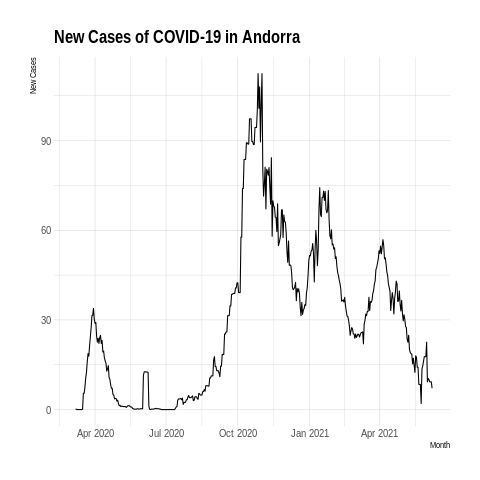 New Cases of COVID-19 in Andorra
New Cases
90
60
30
0
Apr 2020 Jul 2020 Oct 2020 Jan 2021 Apr 2021
Month